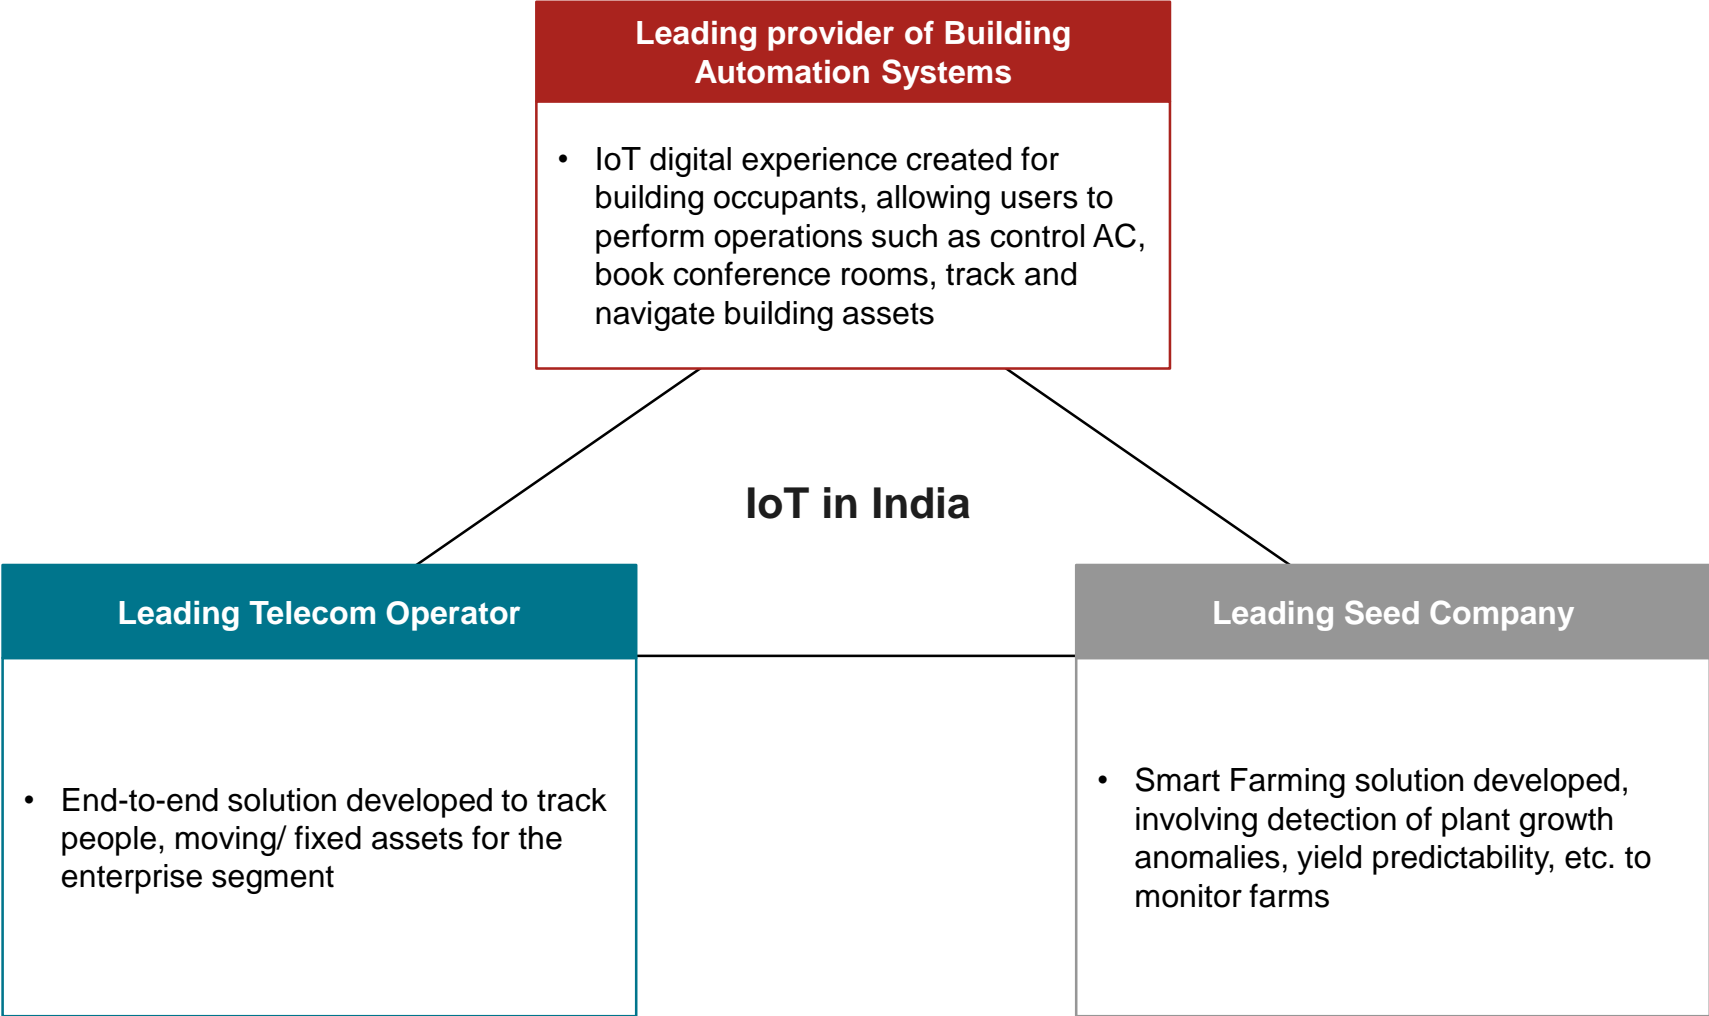 Leading provider of Building
Automation Systems
• IoT digital experience created for
building occupants, allowing users to
perform operations such as control AC,
book conference rooms, track and
navigate building assets
IoT in India
Leading Telecom Operator
• End-to-end solution developed to track
people, moving/ fixed assets for the
enterprise segment
Leading Seed Company
• Smart Farming solution developed,
involving detection of plant growth
anomalies, yield predictability, etc. to
monitor farms